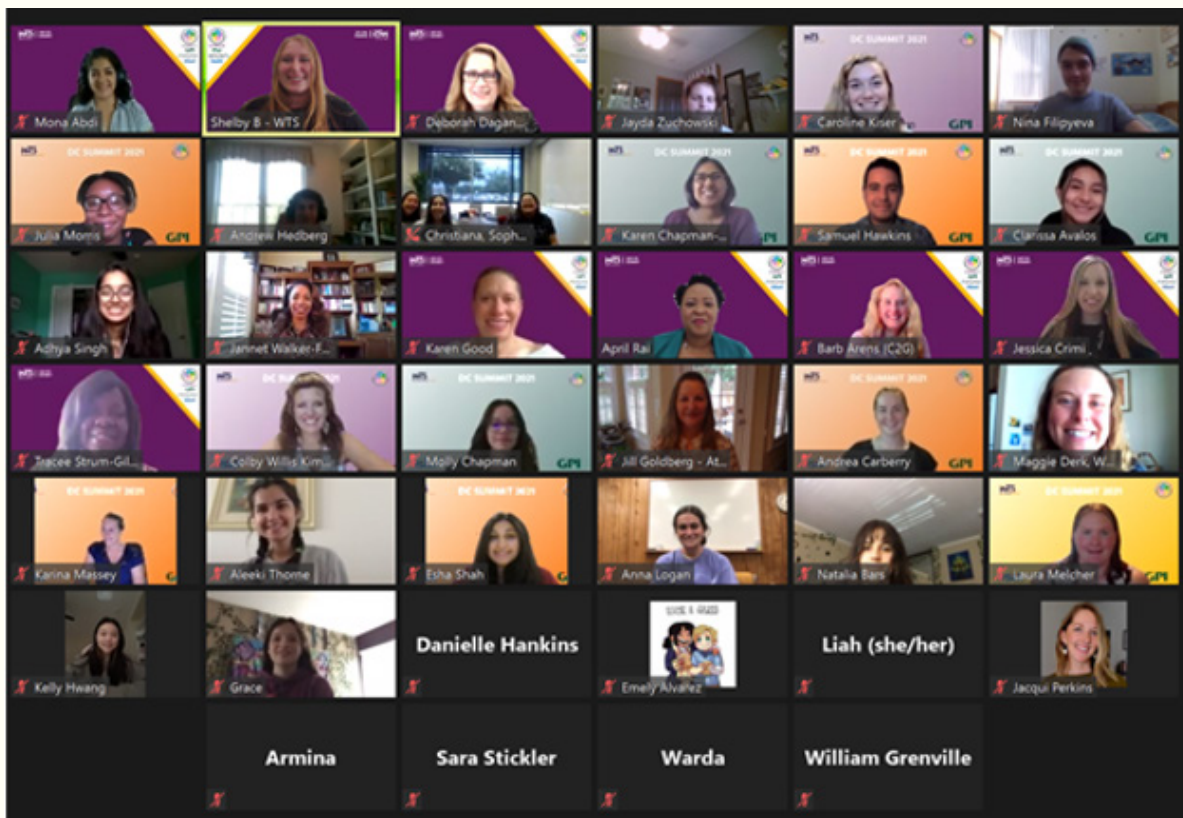 Mona Abdi
Shelby B - WTS
Deborah Dagan...
Jayda Zuchowski
DC SUMMIT 2021
Caroline Kiser
GPI
Nina Filipyeva
DC SUMMIT 2021
Julia Morris
GPI
Andrew Hedberg
Christiana, Soph...
DC SUMMIT 2021
Karen Chapman-...
PI
DC SUMMIT 2021
Samuel Hawkins
GPI
DC SUMMIT 2021
Clarissa Avalos
GPI
Adhya Singh
Jannet Walker-F...
Karen Good
April Rai
Barb Arens (C2G)
Jessica Crimi
Tracee Strum-Gil...
DC SUMMIT 2021
Colby Willis Kim...
DC SUMMIT 2021
Molly Chapman
GPI
Jill Goldberg - At...
DC SUMMIT 2021
Andrea Carberry
GPI
Maggie Derk, W...
DC SUMMIT 2021
Karina Massey
G
Aleeki Thorne
DC SUMMIT 2021
Esha Shah
G
Anna Logan
Natalia Bars
DC SUMMIT 2021
Laura Melcher
GPI
Kelly Hwang
Grace
Danielle Hankins
Emely Alvarez
Liah (she/her)
Jacqui Perkins
Armina
Sara Stickler
Warda
William Grenville